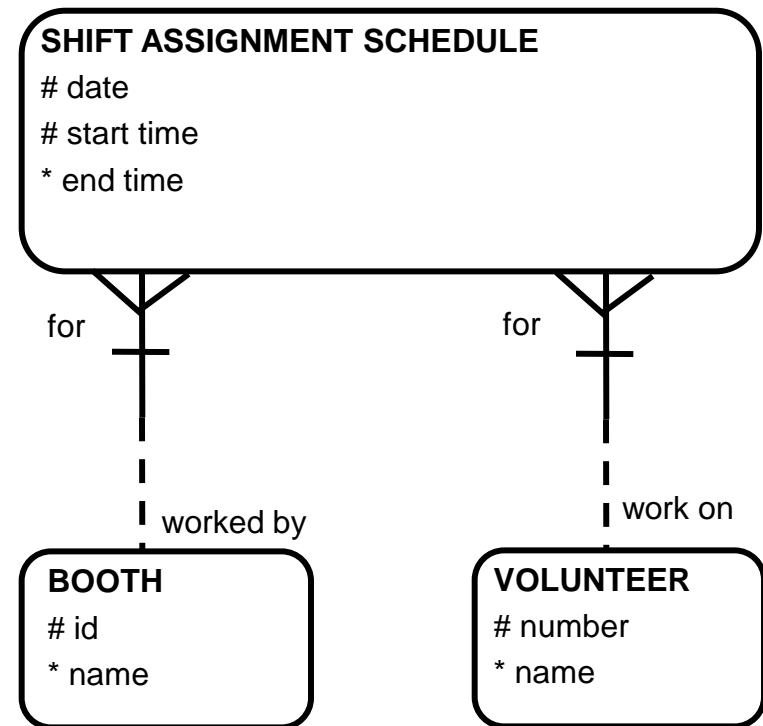 SHIFT ASSIGNMENT SCHEDULE
# date
# start time
* end time
for
for
worked by
work on
BOOTH
# id
* name
VOLUNTEER
# number
* name